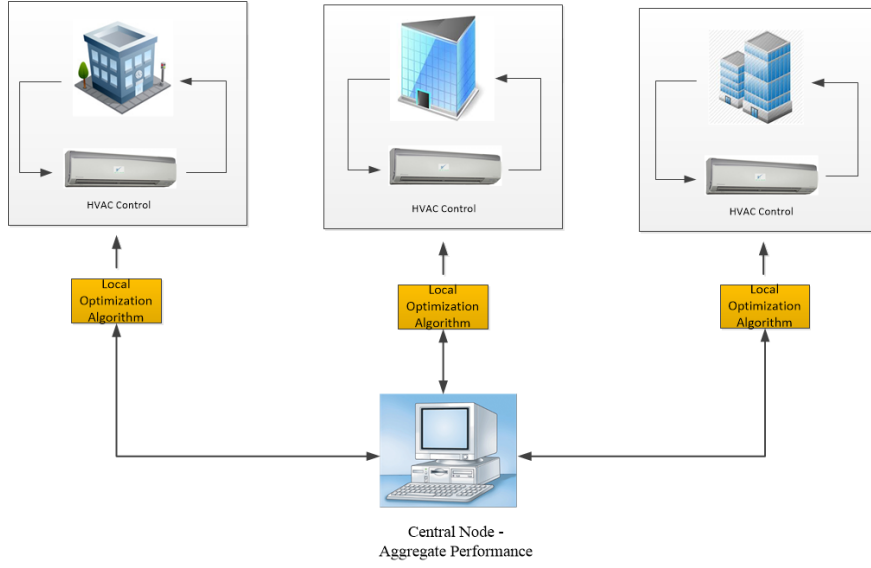 HVAC Control
HVAC Control
HVAC Control
Local
Optimization
Algorithm
Local
Optimization
Algorithm
Local
Optimization
Algorithm
Central Node -
Aggregate Performance